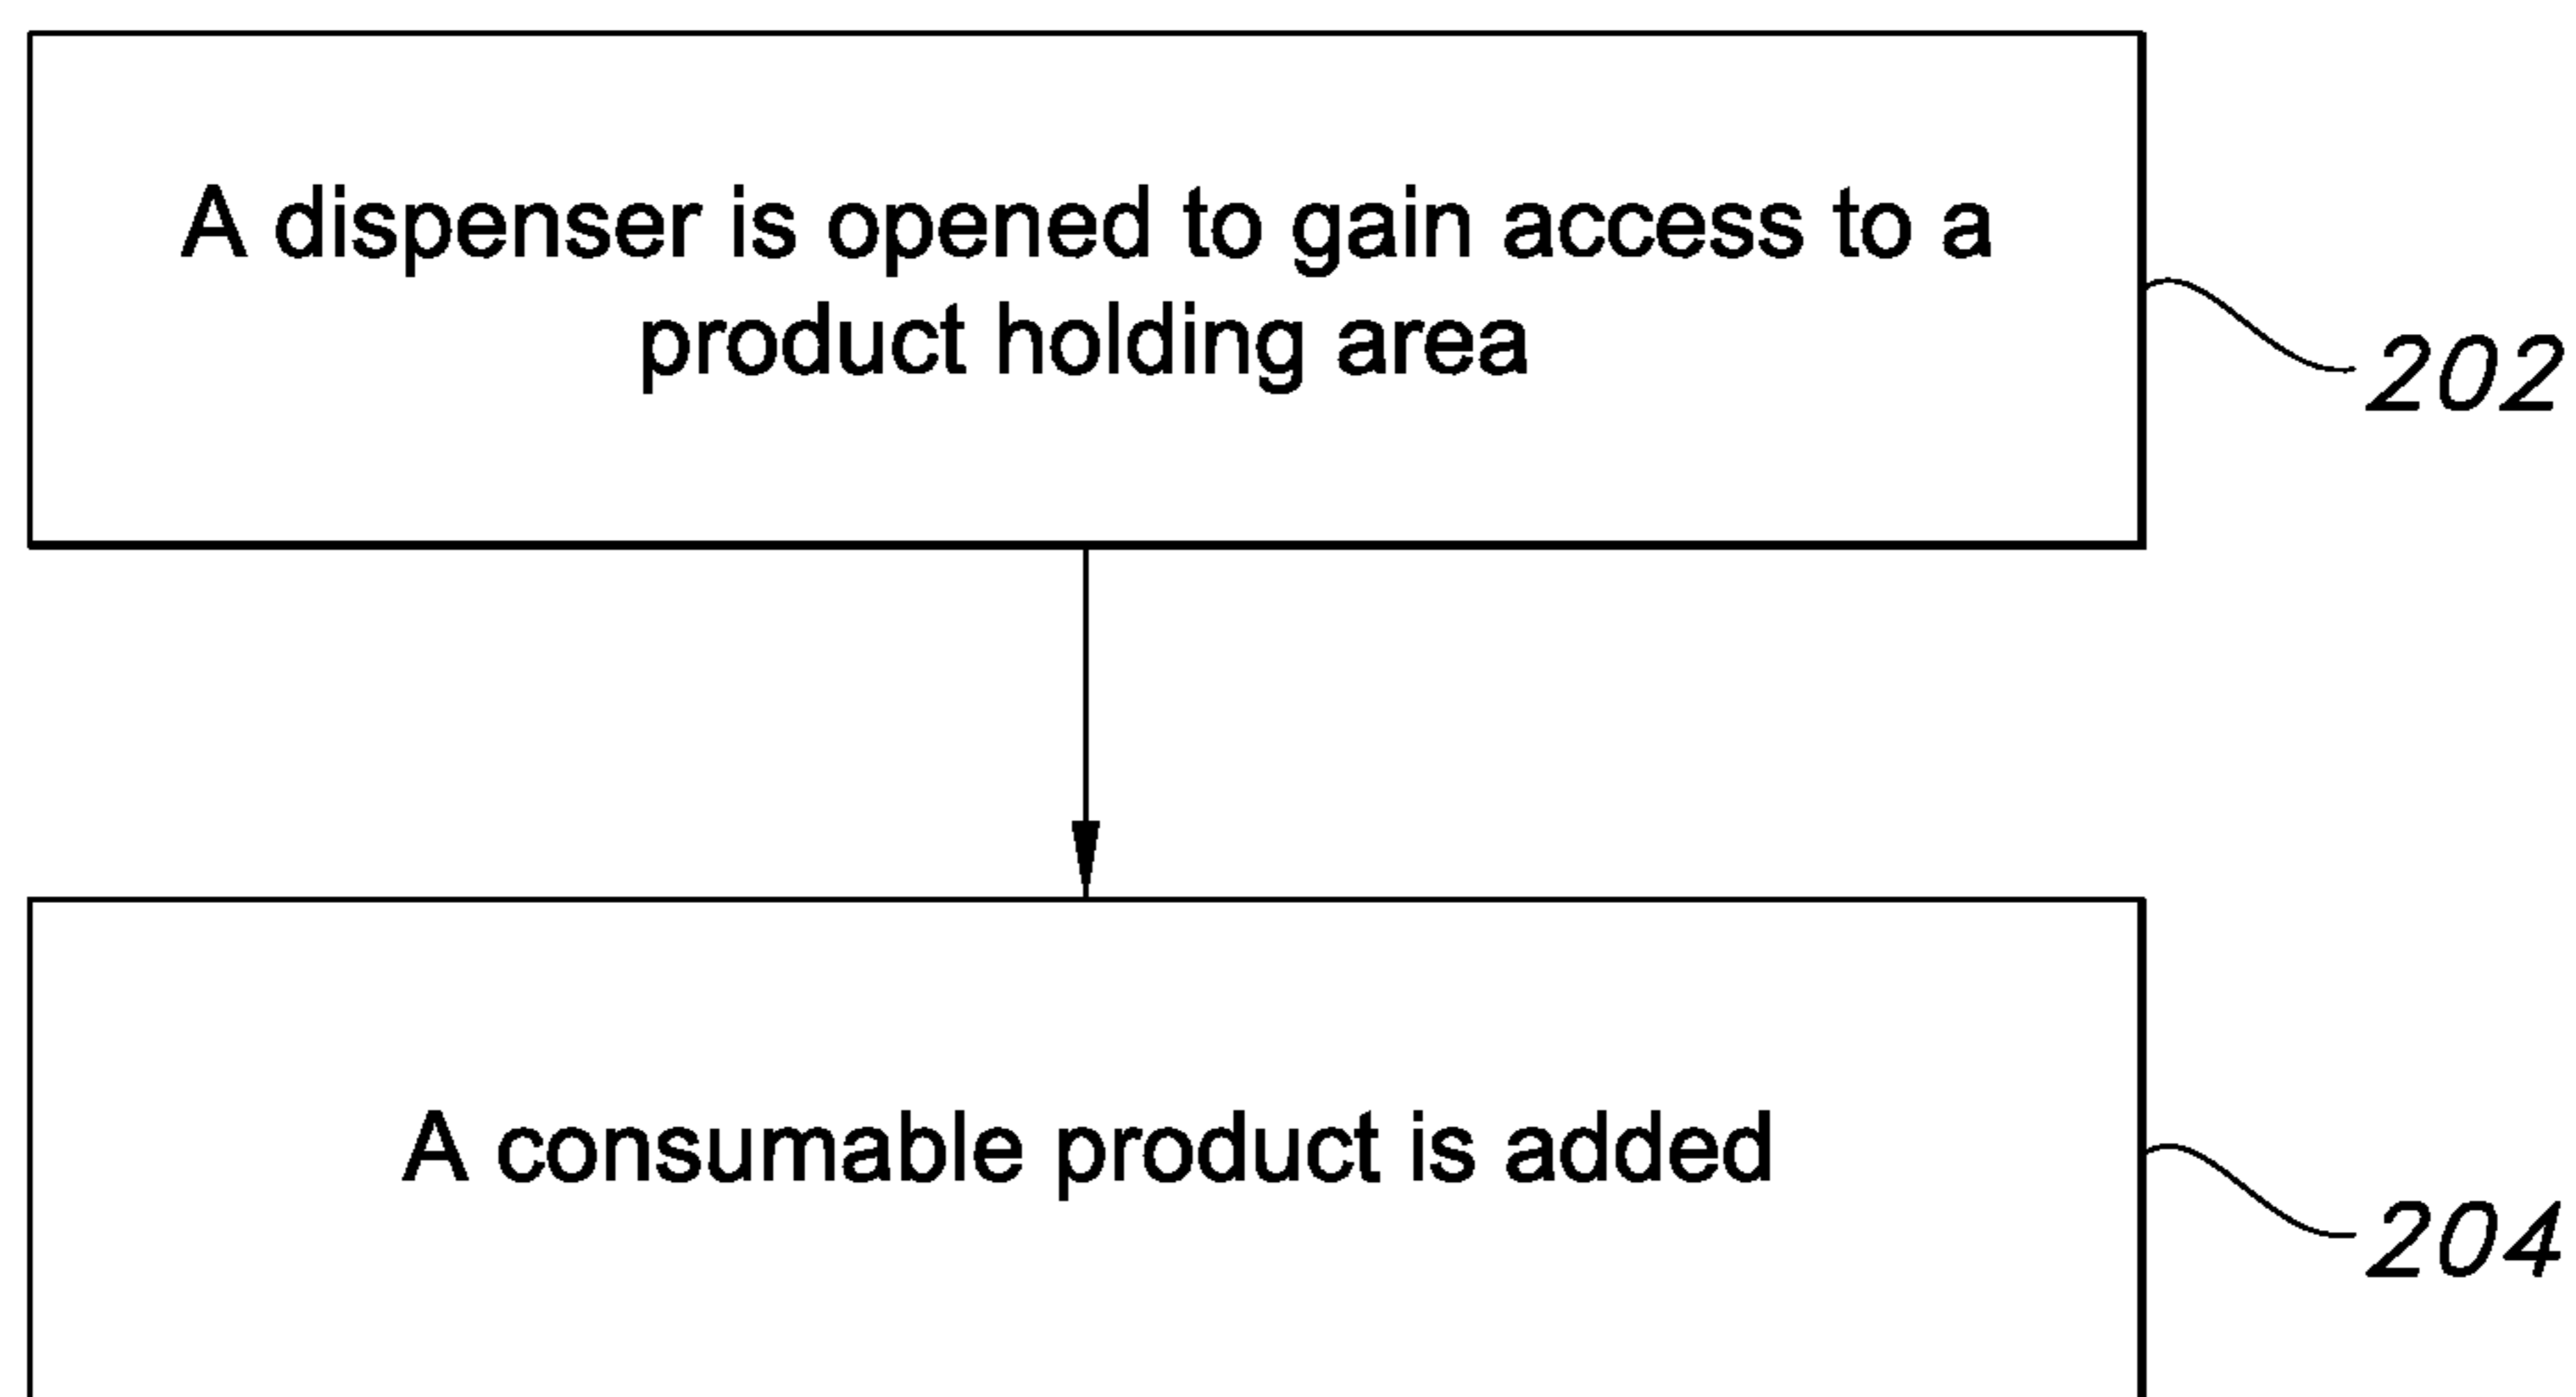 A dispenser is opened to gain access to a
product holding area
202
A consumable product is added
204